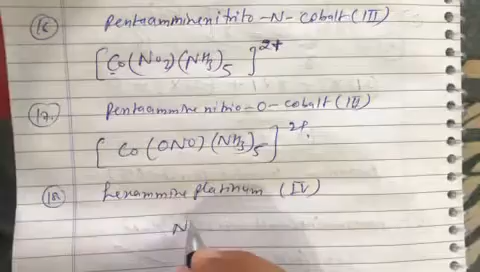 (16) Pentaamminenitrito-N-cobalt(III)
[Co(NO2)(NH3)5]2+
(17) Pentaammine nitrio-O-cobalt(III)
[Co(ONO)(NH3)5]2+.
(18) hexammine platinum (IV)
N